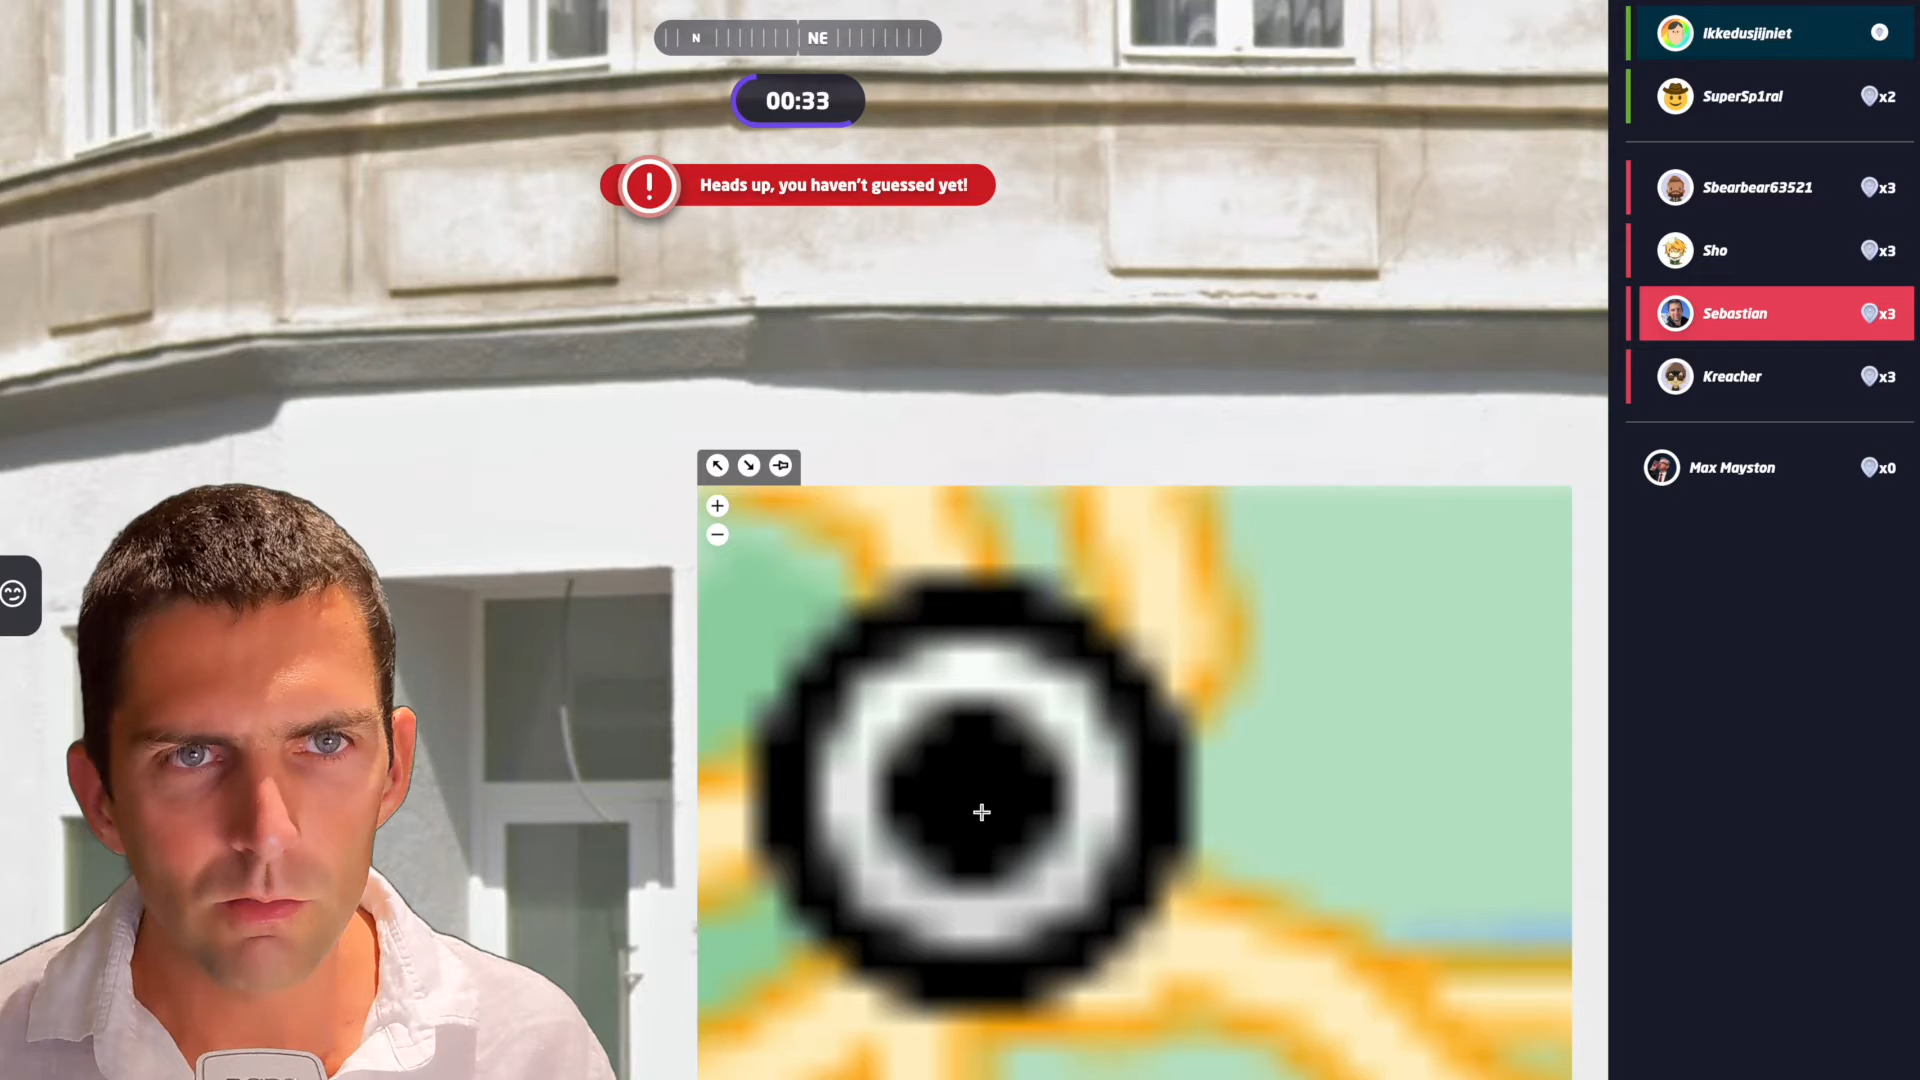 N NE
00:33
Heads up, you haven't guessed yet!
Ikkedusjijniet
SuperSp1ral x2
Sbearbear63521 x3
Sho x3
Sebastian x3
Kreacher x3
Max Mayston x0